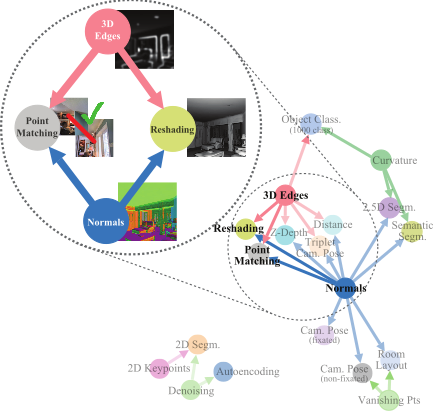 3D
Edges
Point
Matching
Reshading
Normals
Object Class.
(1000 class)
Curvature
3D Edges
2.5D Segm.
Distance
Reshading
Z-Depth
Semantic
Segm.
Triplet
Cam. Pose
Point
Matching
Normals
Cam. Pose
(fixated)
2D Segm.
Room
Layout
2D Keypoints
Autoencoding
Cam. Pose
(non-fixated)
Denoising
Vanishing Pts